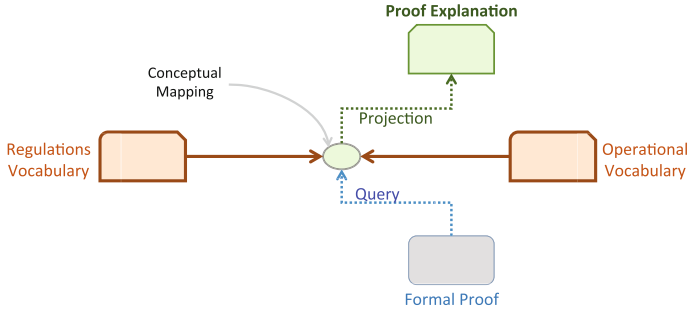 Proof Explanation
Conceptual
Mapping
Projection
Regulations
Vocabulary
Operational
Vocabulary
Query
Formal Proof